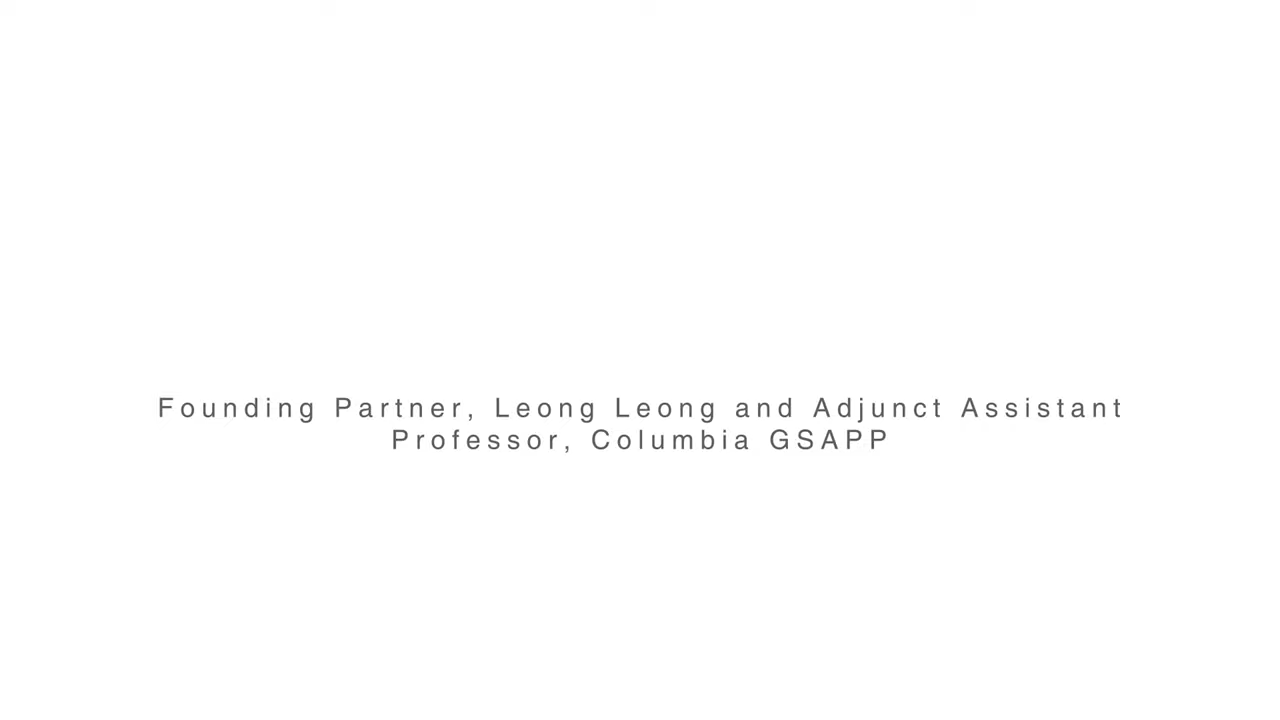 Founding Partner, Leong Leong and Adjunct Assistant
Professor, Columbia GSAPP